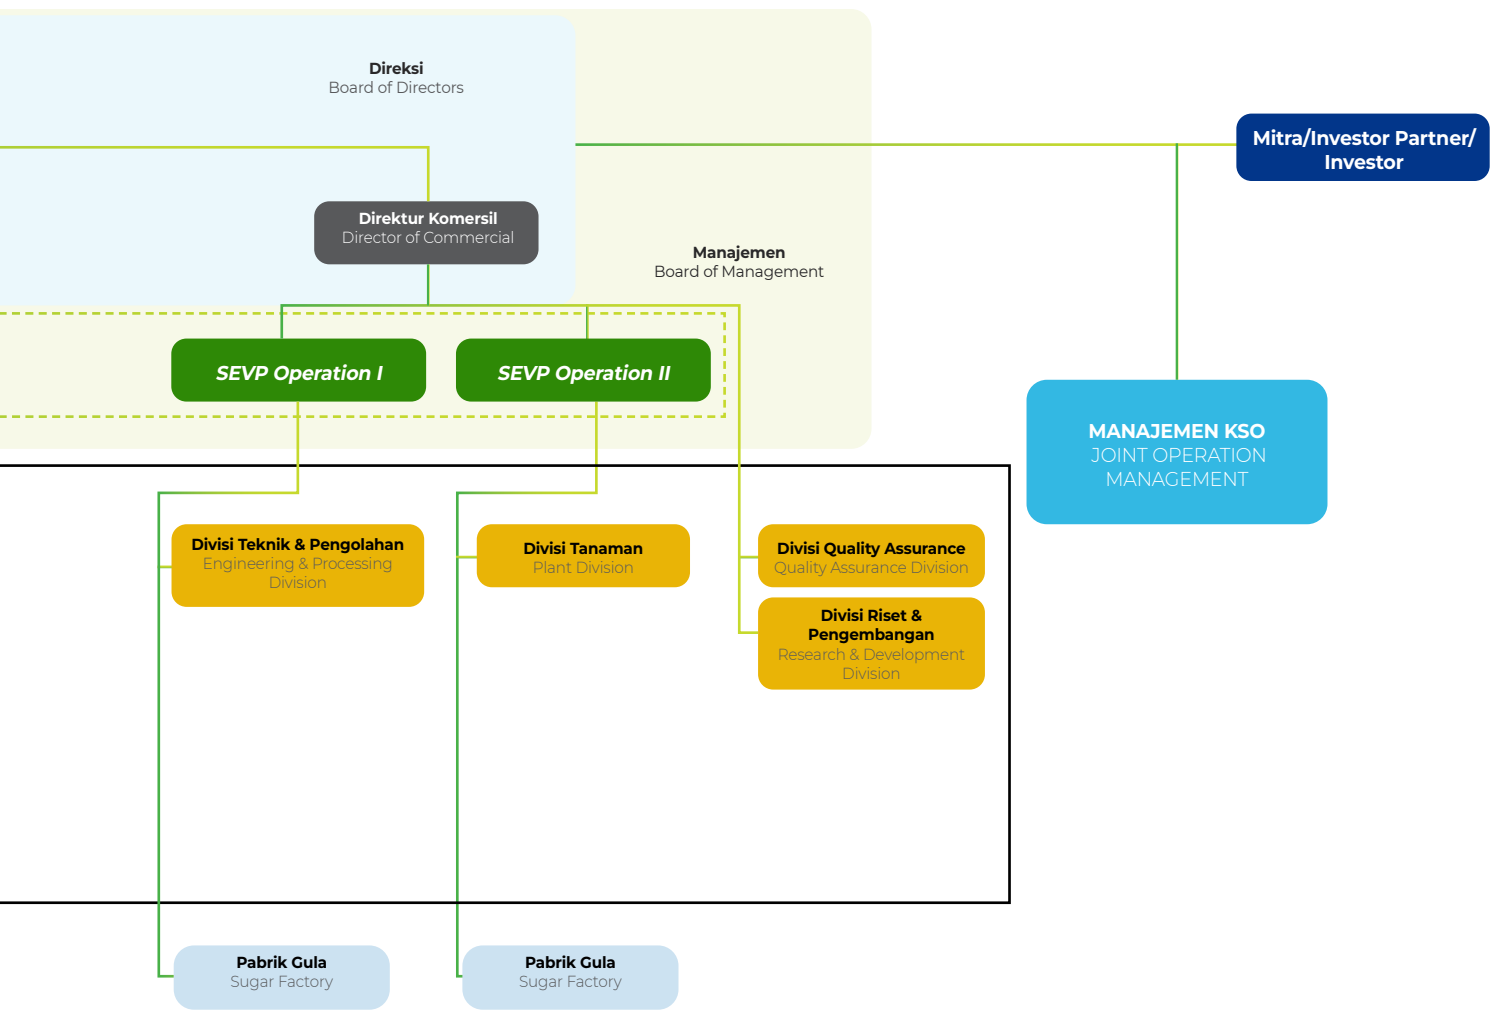 Direksi
Board of Directors
Mitra/Investor Partner/
Investor
Direktur Komersil
Director of Commercial
Manajemen
Board of Management
SEVP Operation I
SEVP Operation II
MANAJEMEN KSO
JOINT OPERATION
MANAGEMENT
Divisi Teknik & Pengolahan
Engineering & Processing
Division
Divisi Tanaman
Plant Division
Divisi Quality Assurance
Quality Assurance Division
Divisi Riset &
Pengembangan
Research & Development
Division
Pabrik Gula
Sugar Factory
Pabrik Gula
Sugar Factory